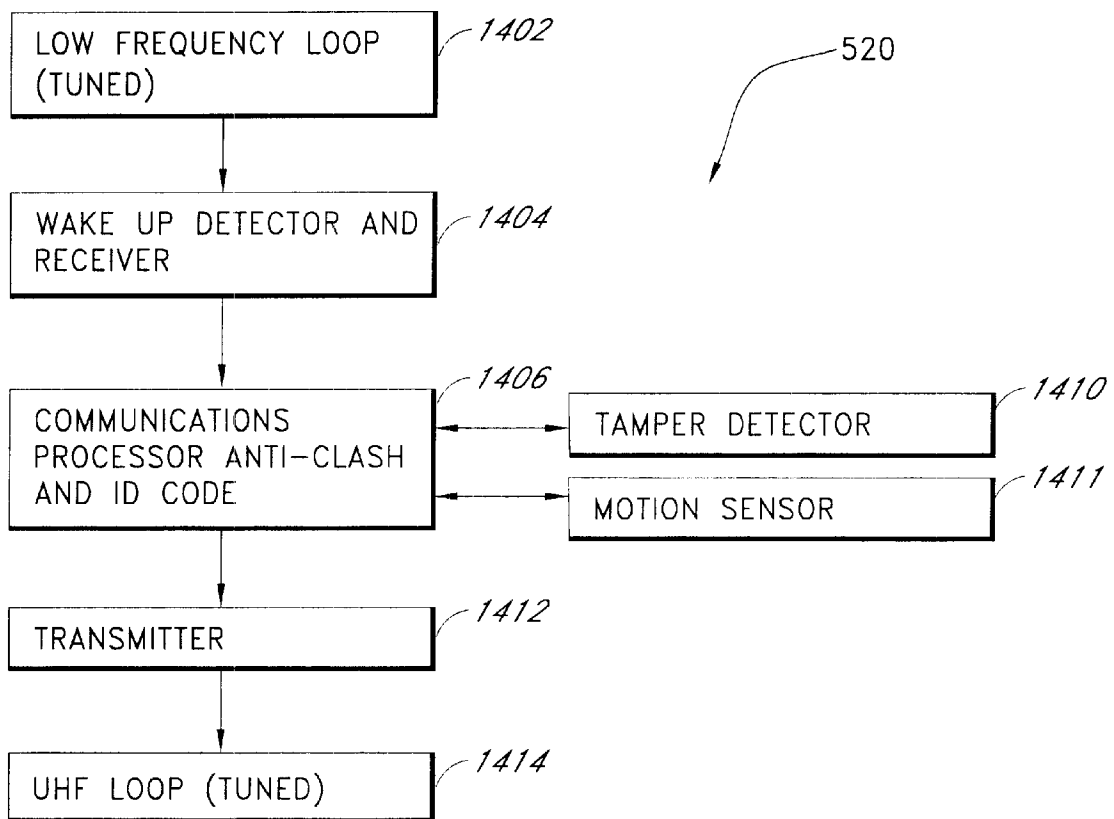 LOW FREQUENCY LOOP
(TUNED)
1402
520
WAKE UP DETECTOR AND
RECEIVER
1404
COMMUNICATIONS
PROCESSOR ANTI-CLASH
AND ID CODE
1406
TAMPER DETECTOR
1410
MOTION SENSOR
1411
TRANSMITTER
1412
UHF LOOP (TUNED)
1414